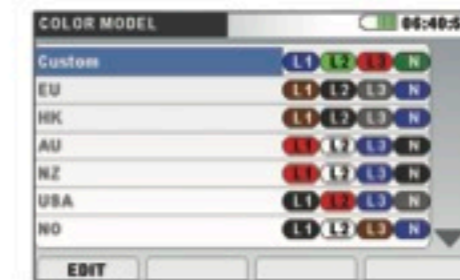 COLOR MODEL 06:40:5
Custom L1 L2 L3 N
EU L1 L2 L3 N
HK L1 L2 L3 N
AU L1 L2 L3 N
NZ L1 L2 L3 N
USA L1 L2 L3 N
NO L1 L2 L3 N
EDIT